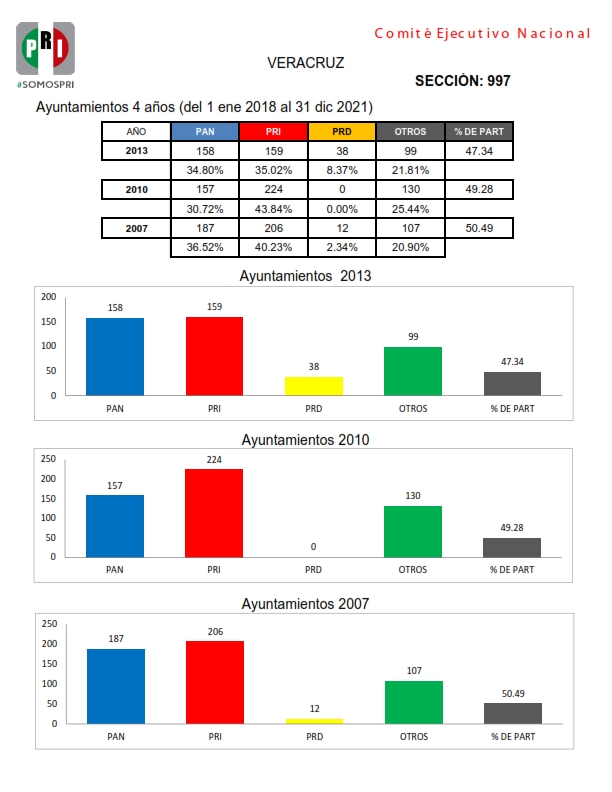 Comité Ejecutivo Nacional
PRI
#SOMOSPRI
VERACRUZ
SECCIÓN: 997
Ayuntamientos 4 años (del 1 ene 2018 al 31 dic 2021)
AÑO PAN PRI PRD OTROS % DE PART
2013 158 159 38 99 47.34
34.80% 35.02% 8.37% 21.81%
2010 157 224 0 130 49.28
30.72% 43.84% 0.00% 25.44%
2007 187 206 12 107 50.49
36.52% 40.23% 2.34% 20.90%
Ayuntamientos 2013
200
150
100
50
0
158 159 38 99 47.34
PAN PRI PRD OTROS % DE PART
Ayuntamientos 2010
250
200
150
100
50
0
157 224 0 130 49.28
PAN PRI PRD OTROS % DE PART
Ayuntamientos 2007
250
200
150
100
50
0
187 206 12 107 50.49
PAN PRI PRD OTROS % DE PART